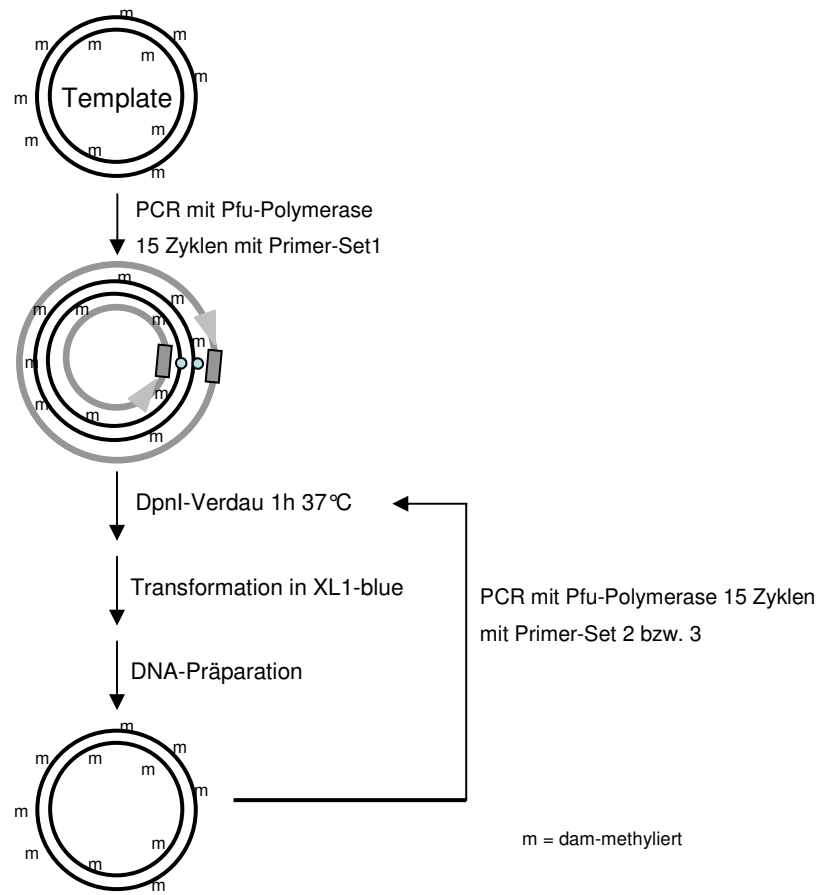 m
m
m m
m
m
m Template
m
m
m
m
PCR mit Pfu-Polymerase
15 Zyklen mit Primer-Set1
m
m
m m
m
m
m
m
m
m
m
DpnI-Verdau 1h 37°C
Transformation in XL1-blue
DNA-Präparation
PCR mit Pfu-Polymerase 15 Zyklen
mit Primer-Set 2 bzw. 3
m
m
m m
m
m
m
m
m
m
m
m = dam-methyliert